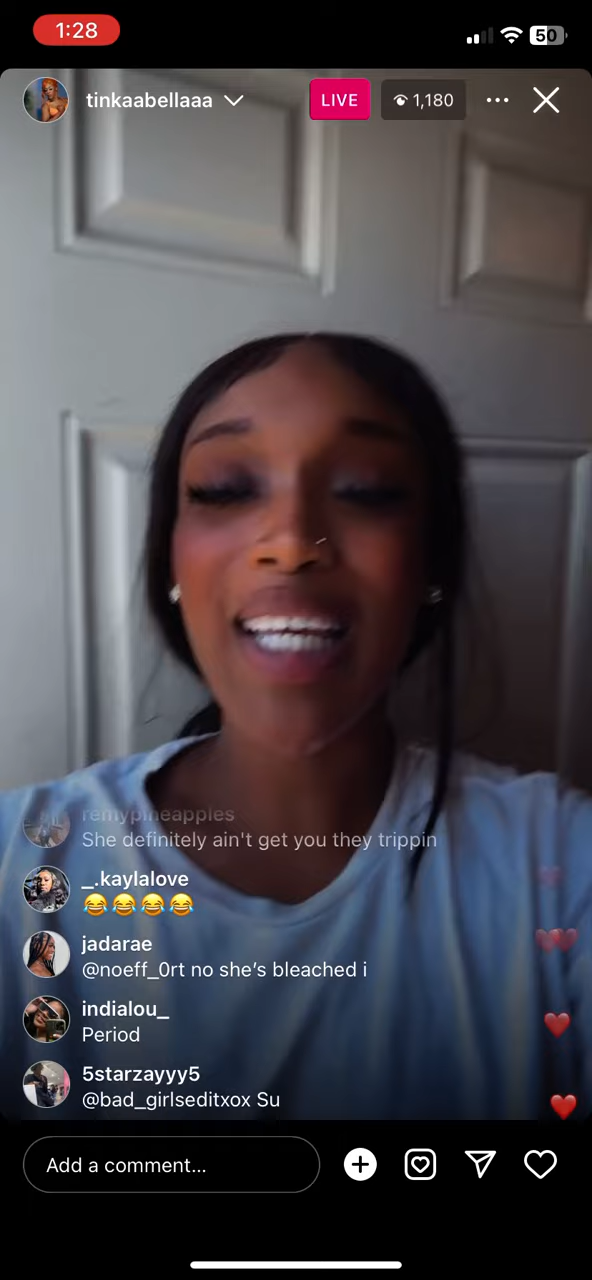 1:28
50
tinkaabellaaa
LIVE
1,180
remypineapples
She definitely ain't get you they trippin
_.kaylalove
😂😂😂😂
jadarae
@noeff_0rt no she’s bleached i
indialou_
Period
5starzayyy5
@bad_girlseditxox Su
Add a comment...